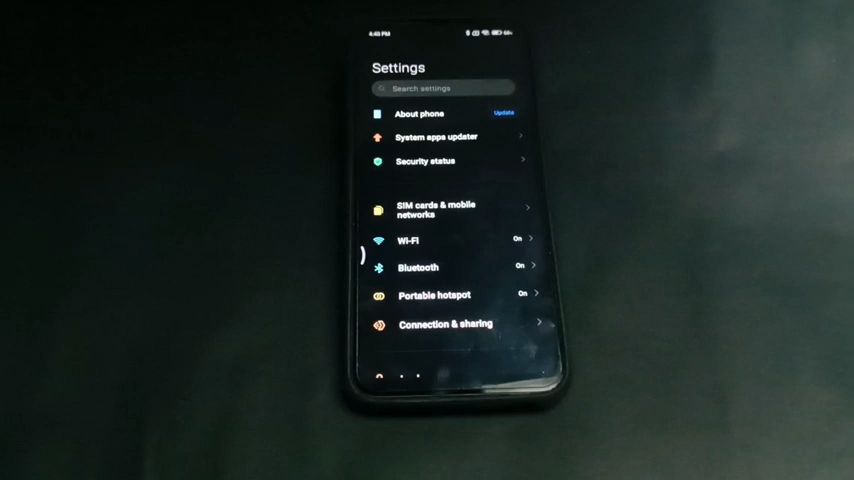 4:40 PM
Settings
Search settings
About phone Update
System apps updater
Security status
SIM cards & mobile
networks
Wi-Fi On
Bluetooth On
Portable hotspot On
Connection & sharing